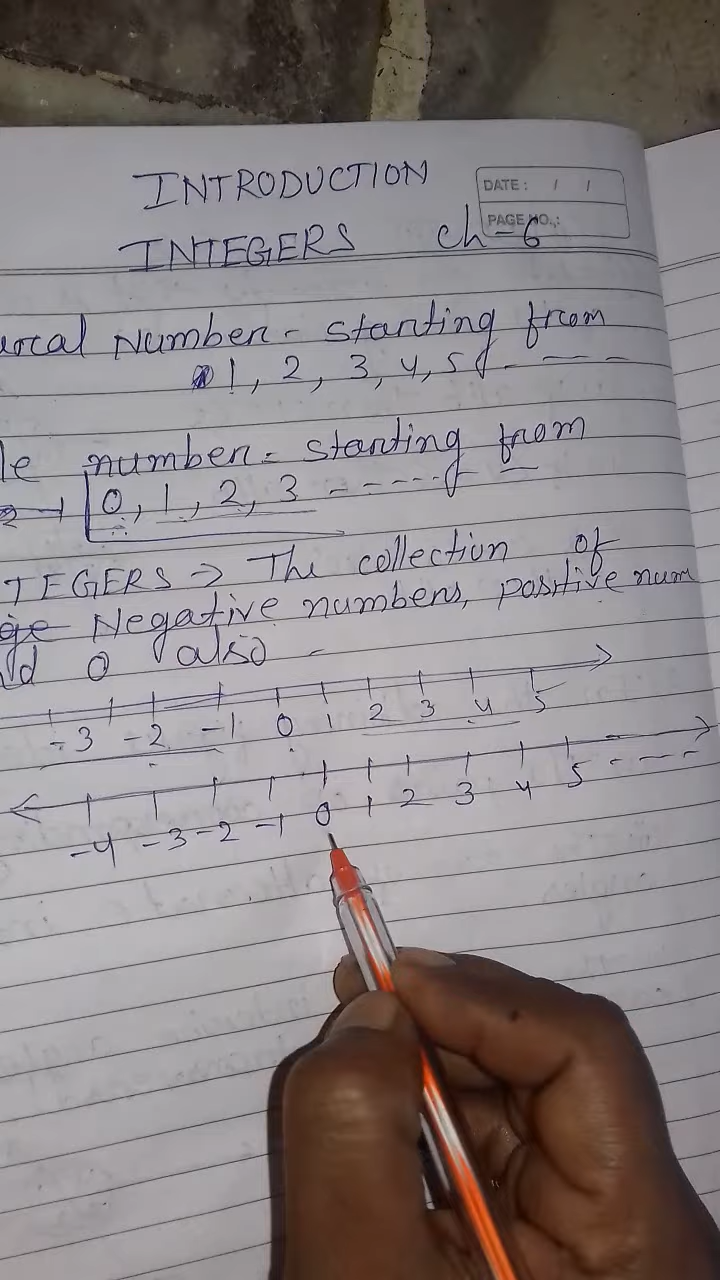 INTRODUCTION
DATE: / /
PAGE NO.:
INTEGERS ch-6
Number - starting from
1, 2, 3, 4, 5
number - starting from
0, 1, 2, 3 -----
TEGERS → The collection of
Negative numbers, positive num
0 also -
-3 -2 -1 0 1 2 3 4 5
-4 -3 -2 -1 0 1 2 3 4 5 ----